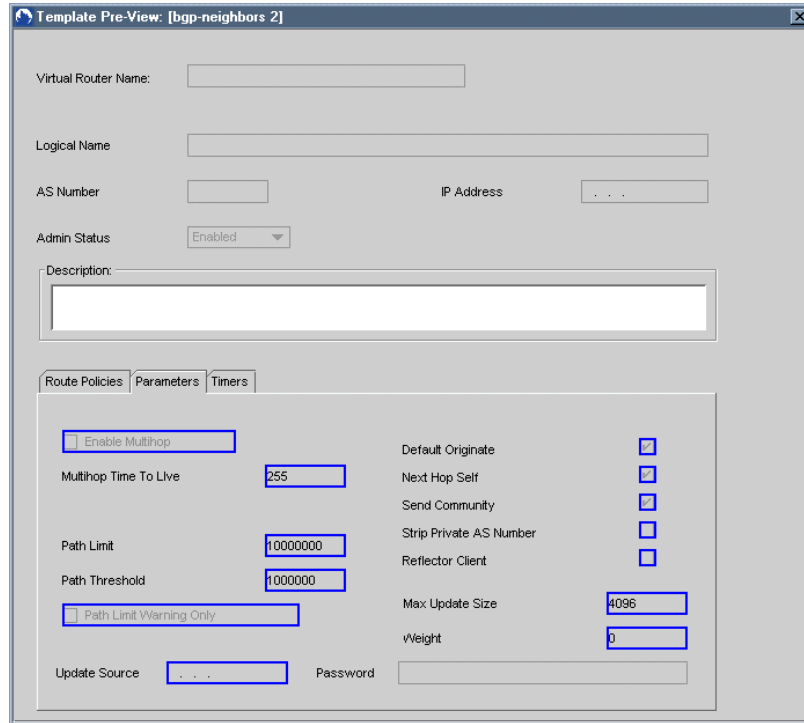 Template Pre-View: [bgp-neighbors 2]
Virtual Router Name:
Logical Name
AS Number
IP Address
. . .
Admin Status
Enabled
Description:
Route Policies
Parameters
Timers
Enable Multihop
Default Originate
Multihop Time To LIve
255
Next Hop Self
Send Community
Strip Private AS Number
Path Limit
10000000
Reflector Client
Path Threshold
1000000
Max Update Size
4096
Path Limit Warning Only
Weight
0
Update Source
. . .
Password